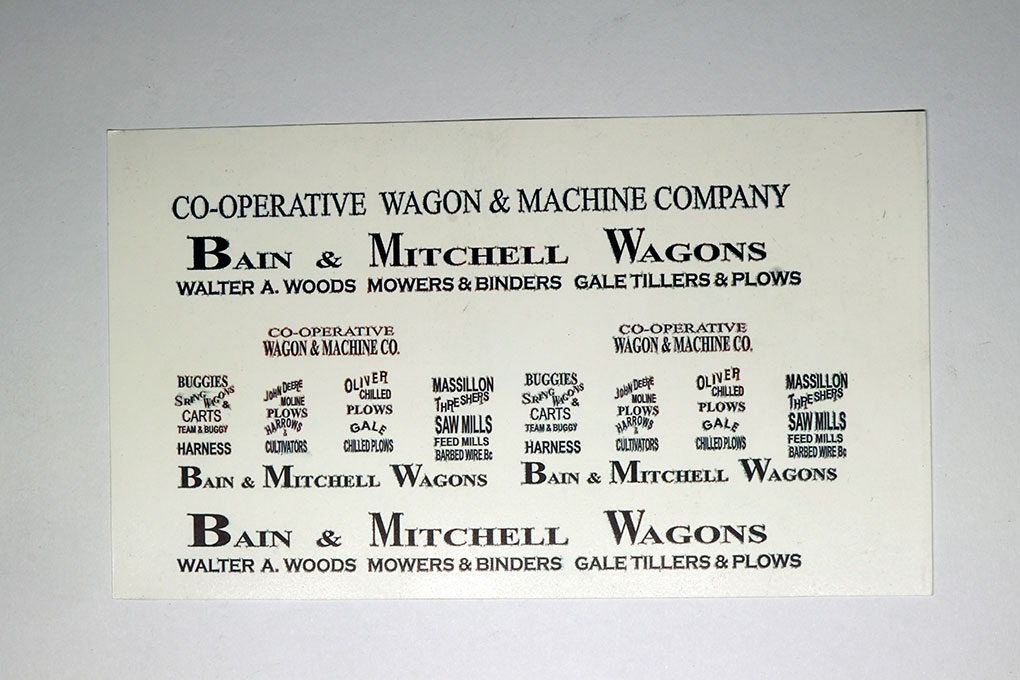 CO-OPERATIVE WAGON & MACHINE COMPANY
BAIN & MITCHELL WAGONS
WALTER A. WOODS MOWERS & BINDERS GALE TILLERS & PLOWS
CO-OPERATIVE
WAGON & MACHINE CO.
BUGGIES
SRING WAGONS
&
CARTS
TEAM & BUGGY
HARNESS
JOHN DEERE
MOLINE
PLOWS
HARROWS
&
CULTIVATORS
OLIVER
CHILLED
PLOWS
GALE
CHILLED PLOWS
MASSILLON
THRESHERS
SAW MILLS
FEED MILLS
BARBED WIRE.Bc
BAIN & MITCHELL WAGONS
CO-OPERATIVE
WAGON & MACHINE CO.
BUGGIES
SRING WAGONS
&
CARTS
TEAM & BUGGY
HARNESS
JOHN DEERE
MOLINE
PLOWS
HARROWS
&
CULTIVATORS
OLIVER
CHILLED
PLOWS
GALE
CHILLED PLOWS
MASSILLON
THRESHERS
SAW MILLS
FEED MILLS
BARBED WIRE.Bc
BAIN & MITCHELL WAGONS
BAIN & MITCHELL WAGONS
WALTER A. WOODS MOWERS & BINDERS GALE TILLERS & PLOWS